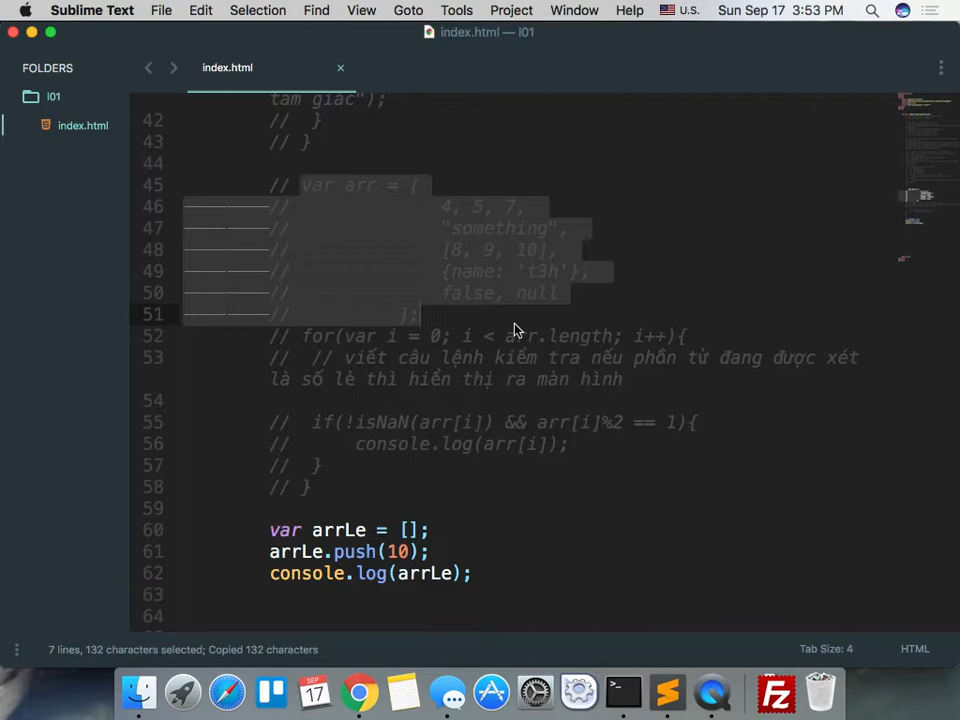 Sublime Text File Edit Selection Find View Goto Tools Project Window Help U.S. Sun Sep 17 3:53 PM
index.html — l01
FOLDERS
index.html
l01
index.html
tam giác");
42 // }
43 // }
44
45 // var arr = [
46 // 4, 5, 7,
47 // "something",
48 // [8, 9, 10],
49 // {name: 't3h'},
50 // false, null
51 // ];
52 // for(var i = 0; i < arr.length; i++){
53 // // viết câu lệnh kiểm tra nếu phần tử đang được xét
là số lẻ thì hiển thị ra màn hình
54
55 // if(!isNaN(arr[i]) && arr[i]%2 == 1){
56 // console.log(arr[i]);
57 // }
58 // }
59
60 var arrLe = [];
61 arrLe.push(10);
62 console.log(arrLe);
63
64
7 lines, 132 characters selected; Copied 132 characters Tab Size: 4 HTML
SEP
17